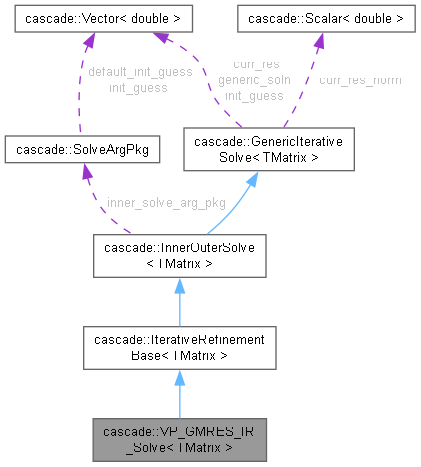 cascade::Vector< double >
cascade::Scalar< double >
default_init_guess
init_guess
curr_res
generic_soln
init_guess
curr_res_norm
cascade::SolveArgPkg
cascade::GenericIterative
Solve< TMatrix >
inner_solve_arg_pkg
cascade::InnerOuterSolve
< TMatrix >
cascade::IterativeRefinement
Base< TMatrix >
cascade::VP_GMRES_IR
_Solve< TMatrix >